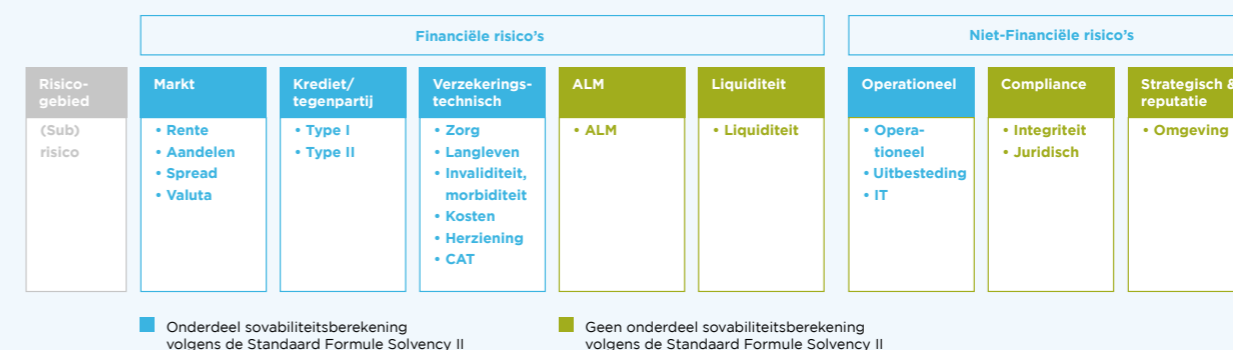 Financiële risico's
Niet-Financiële risico's
Risico-
gebied
(Sub)
risico
Markt
• Rente
• Aandelen
• Spread
• Valuta
Krediet/
tegenpartij
• Type I
• Type II
Verzekerings-
technisch
• Zorg
• Langleven
• Invaliditeit,
morbiditeit
• Kosten
• Herziening
• CAT
ALM
• ALM
Liquiditeit
• Liquiditeit
Operationeel
• Opera-
tioneel
• Uitbesteding
• IT
Compliance
• Integriteit
• Juridisch
Strategisch &
reputatie
• Omgeving
Onderdeel sovabiliteitsberekening
volgens de Standaard Formule Solvency II
Geen onderdeel sovabiliteitsberekening
volgens de Standaard Formule Solvency II